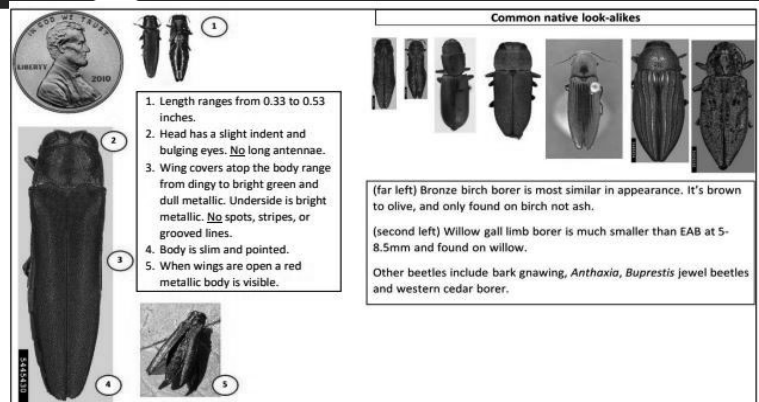 IN GOD WE TRUST
LIBERTY
2010
1
2
3
4
5445430
1. Length ranges from 0.33 to 0.53
inches.
2. Head has a slight indent and
bulging eyes. No long antennae.
3. Wing covers atop the body range
from dingy to bright green and
dull metallic. Underside is bright
metallic. No spots, stripes, or
grooved lines.
4. Body is slim and pointed.
5. When wings are open a red
metallic body is visible.
5
Common native look-alikes
(far left) Bronze birch borer is most similar in appearance. It's brown
to olive, and only found on birch not ash.
(second left) Willow gall limb borer is much smaller than EAB at 5-
8.5mm and found on willow.
Other beetles include bark gnawing, Anthaxia, Buprestis jewel beetles
and western cedar borer.